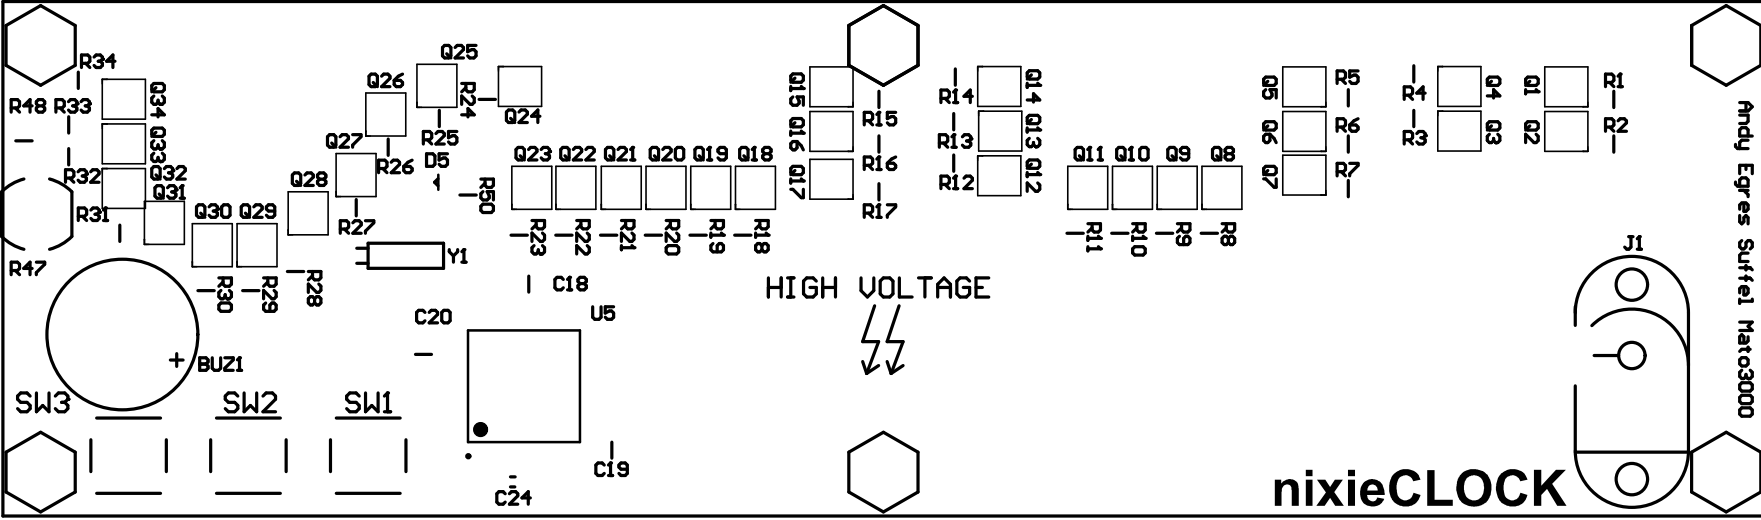 R34
R48
R33
Q34
Q33
Q32
R32
Q31
R31
R47
Q30
Q29
Q28
R30
R29
R28
Q27
Q26
Q25
R24
Q24
R25
R26
D5
R27
R50
Y1
Q23
Q22
Q21
Q20
Q19
Q18
R23
R22
R21
R20
R19
R18
Q15
Q16
Q17
R15
R16
R17
R14
R13
R12
Q14
Q13
Q12
Q11
Q10
Q9
Q8
R11
R10
R9
R8
Q5
Q6
Q7
R5
R6
R7
R4
R3
Q4
Q3
Q1
Q2
R1
R2
Andy Egres Suffel Mato3000
J1
HIGH VOLTAGE
C18
U5
C20
+
BUZ1
SW3
SW2
SW1
C19
C24
nixieCLOCK